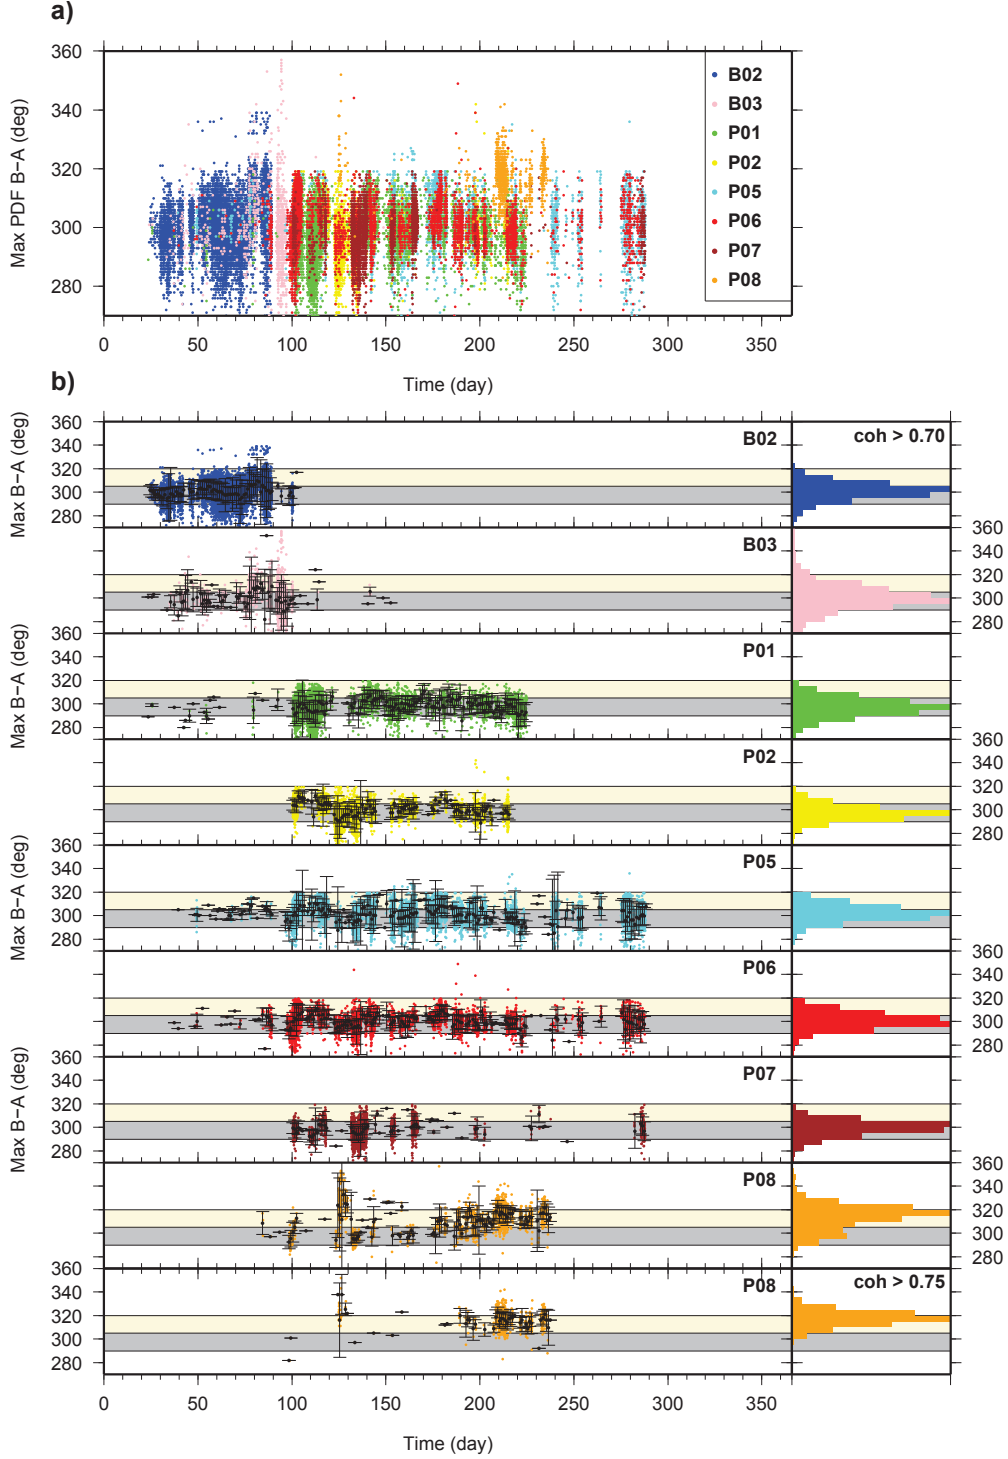 a)
Max PDF B−A (deg)
360
340
320
300
280
B02
B03
P01
P02
P05
P06
P07
P08
0 50 100 150 200 250 300 350
Time (day)
b)
Max B−A (deg)
360
340
320
300
280
B02
coh > 0.70
360
340
320
300
280
B03
Max B−A (deg)
360
340
320
300
280
P01
360
340
320
300
280
P02
Max B−A (deg)
360
340
320
300
280
P05
360
340
320
300
280
P06
Max B−A (deg)
360
340
320
300
280
P07
360
340
320
300
280
P08
Max B−A (deg)
360
340
320
300
280
P08
coh > 0.75
0 50 100 150 200 250 300 350
Time (day)